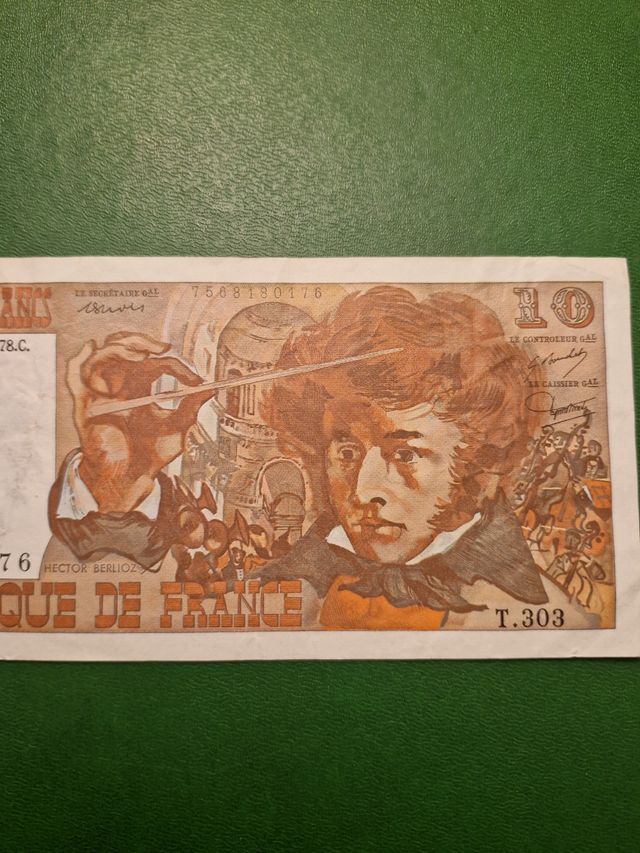 ANCS
LE SECRÉTAIRE GAL
7568180176
10
LE CONTROLEUR GAL
78.C.
LE CAISSIER GAL
76
HECTOR BERLIOZ
QUE DE FRANCE
T.303